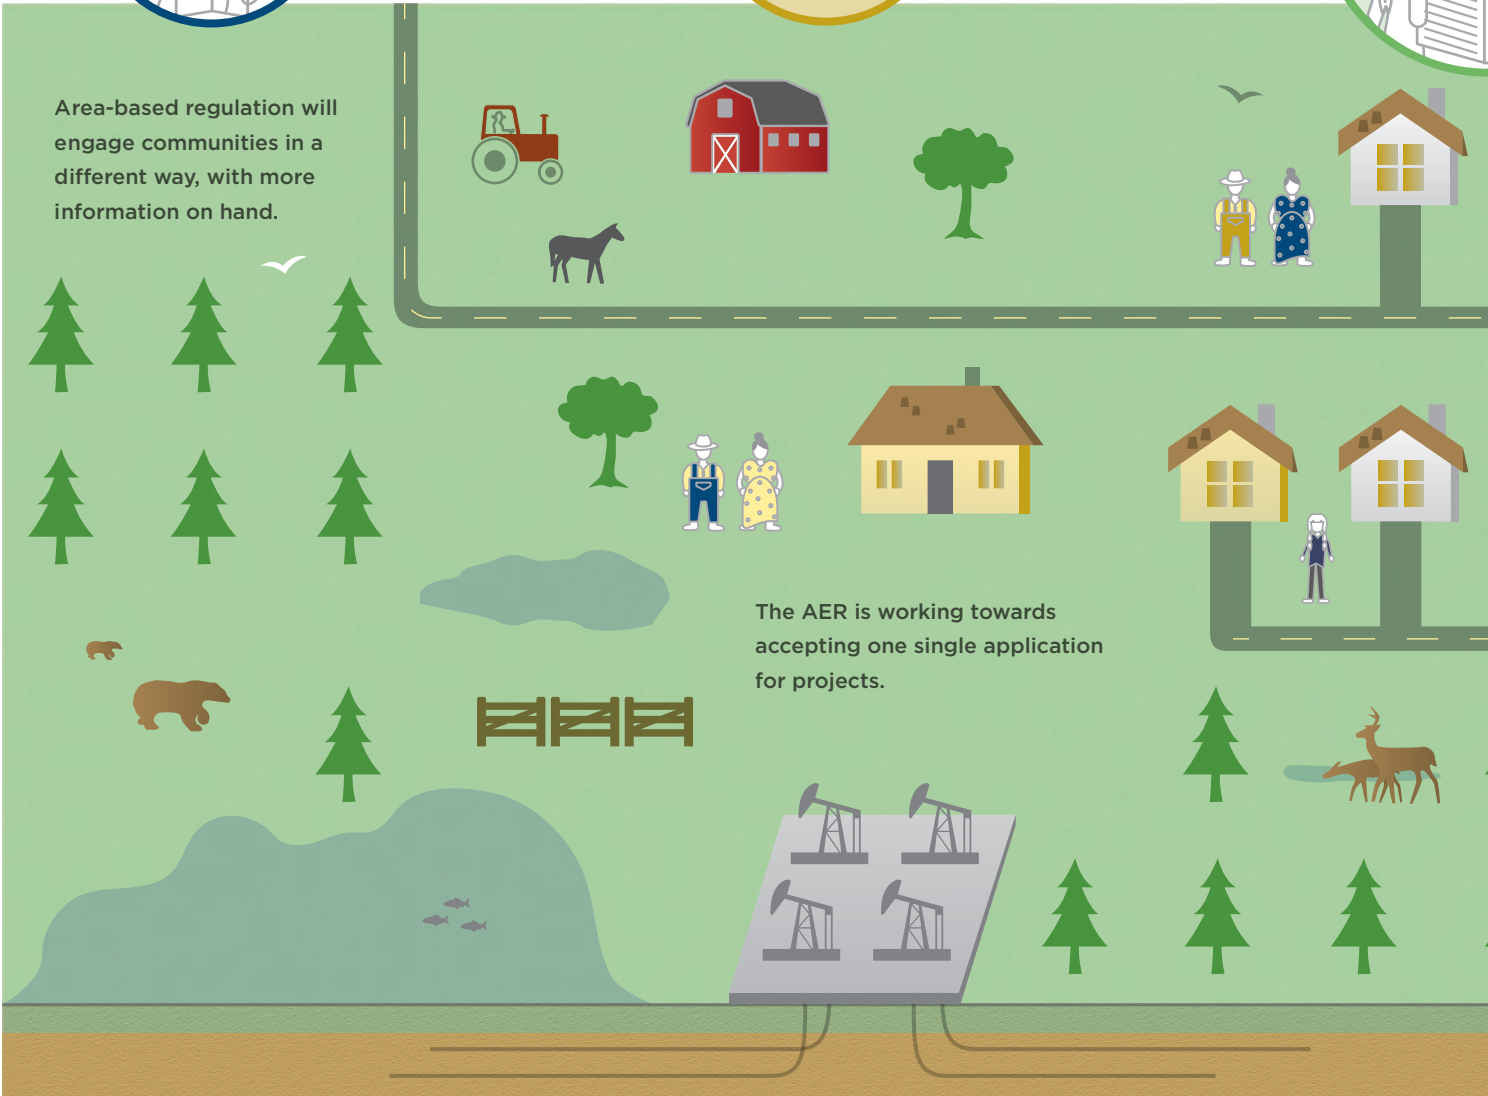 Area-based regulation will
engage communities in a
different way, with more
information on hand.
The AER is working towards
accepting one single application
for projects.